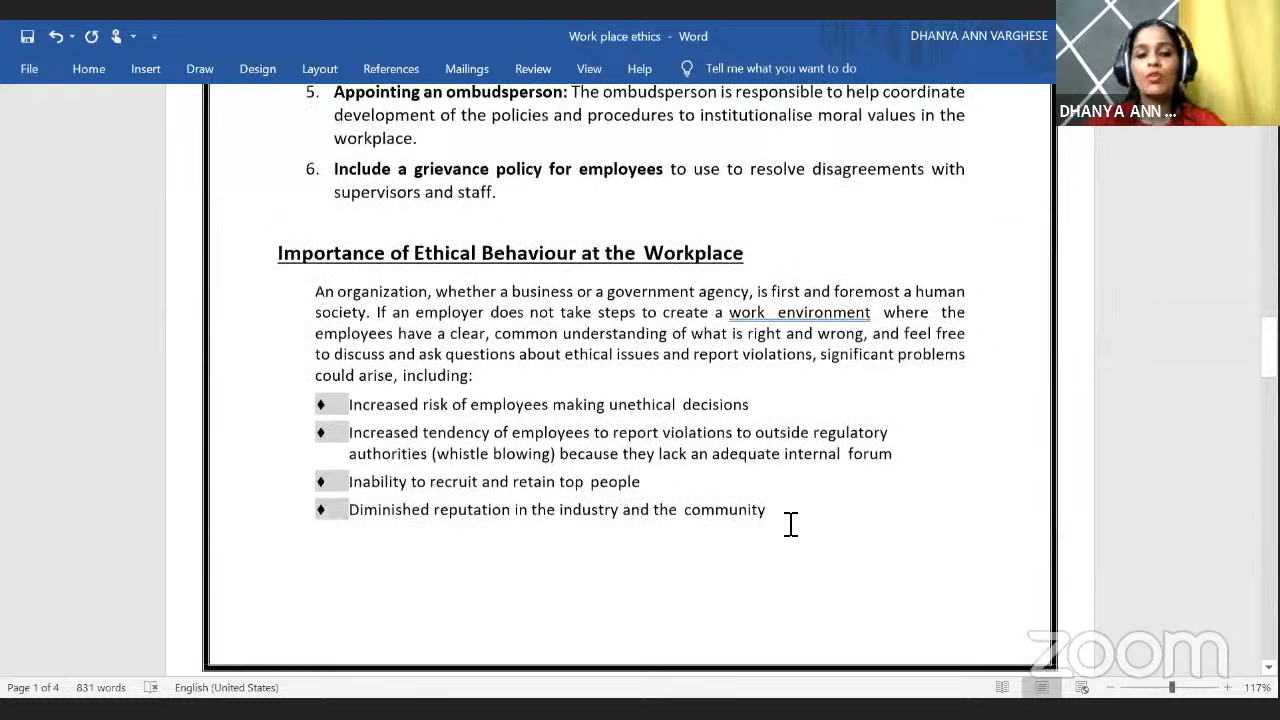 Work place ethics - Word
DHANYA ANN VARGHESE
File Home Insert Draw Design Layout References Mailings Review View Help Tell me what you want to do
DHANYA ANN ...
5. Appointing an ombudsperson: The ombudsperson is responsible to help coordinate
development of the policies and procedures to institutionalise moral values in the
workplace.
6. Include a grievance policy for employees to use to resolve disagreements with
supervisors and staff.
Importance of Ethical Behaviour at the Workplace
An organization, whether a business or a government agency, is first and foremost a human
society. If an employer does not take steps to create a work environment where the
employees have a clear, common understanding of what is right and wrong, and feel free
to discuss and ask questions about ethical issues and report violations, significant problems
could arise, including:
♦ Increased risk of employees making unethical decisions
♦ Increased tendency of employees to report violations to outside regulatory
authorities (whistle blowing) because they lack an adequate internal forum
♦ Inability to recruit and retain top people
♦ Diminished reputation in the industry and the community
zoom
Page 1 of 4 831 words English (United States) 117%